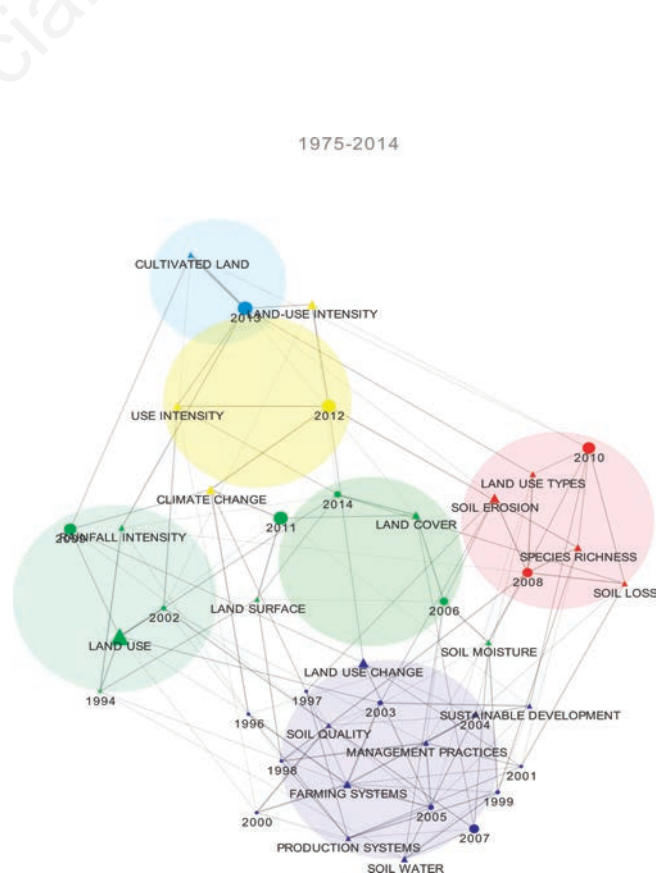 1975-2014
CULTIVATED LAND
2013
LAND-USE INTENSITY
USE INTENSITY
2012
2010
LAND USE TYPES
CLIMATE CHANGE
2014
SOIL EROSION
LAND COVER
2011
RAINFALL INTENSITY
SPECIES RICHNESS
2008
SOIL LOSS
LAND SURFACE
2006
2002
LAND USE
SOIL MOISTURE
LAND USE CHANGE
1994
1997
2003
SUSTAINABLE DEVELOPMENT
1996
2004
SOIL QUALITY
MANAGEMENT PRACTICES
1998
2001
FARMING SYSTEMS
1999
2005
2000
2007
PRODUCTION SYSTEMS
SOIL WATER